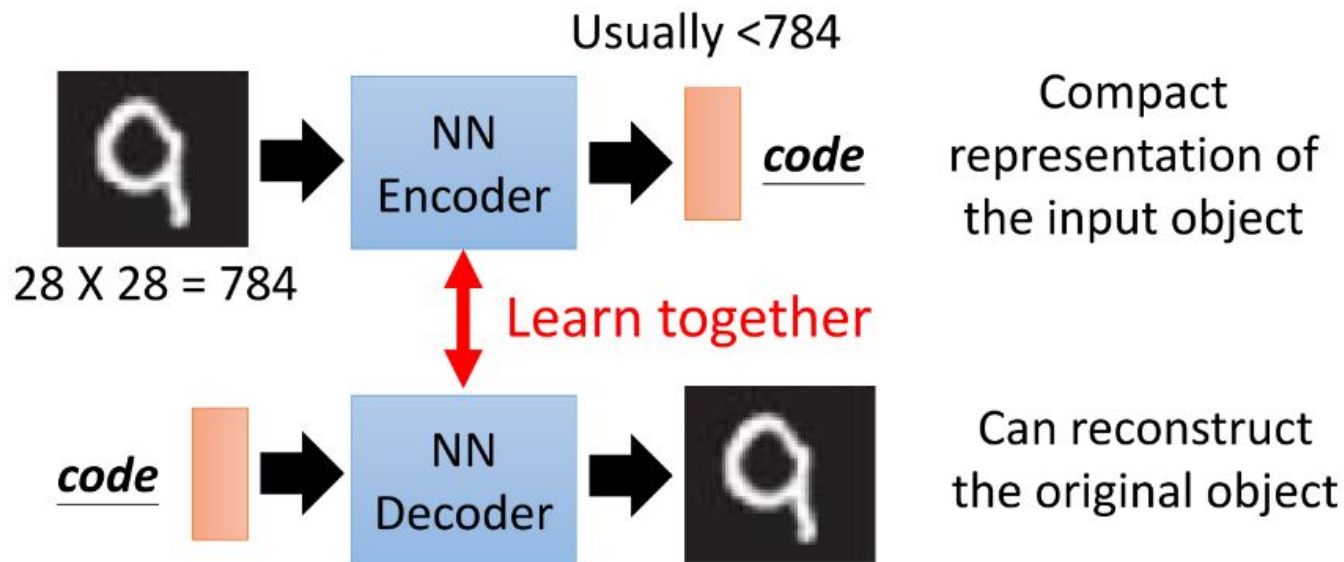 Usually <784
NN
Encoder
code
Compact
representation of
the input object
28 X 28 = 784
Learn together
code
NN
Decoder
Can reconstruct
the original object